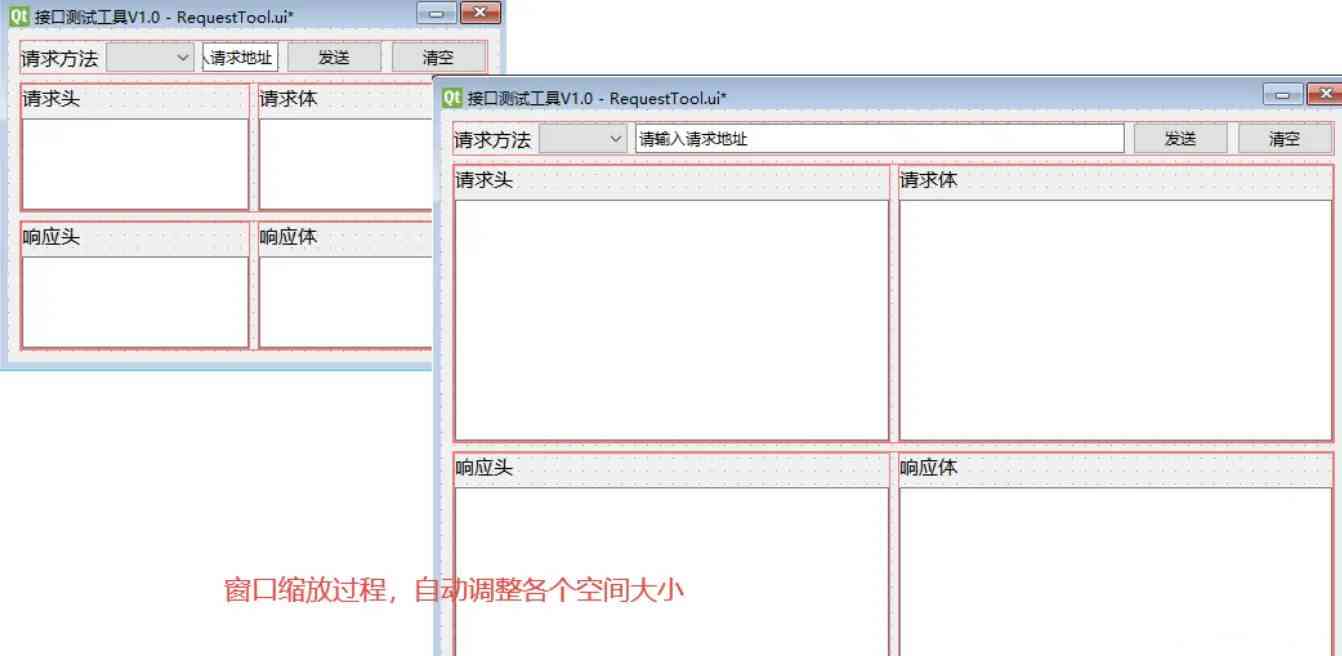 Qt 接口测试工具V1.0 - RequestTool.ui*
请求方法
入请求地址
发送
清空
请求头
请求体
响应头
响应体
Qt 接口测试工具V1.0 - RequestTool.ui*
请求方法
请输入请求地址
发送
清空
请求头
请求体
响应头
响应体
窗口缩放过程，自动调整各个空间大小